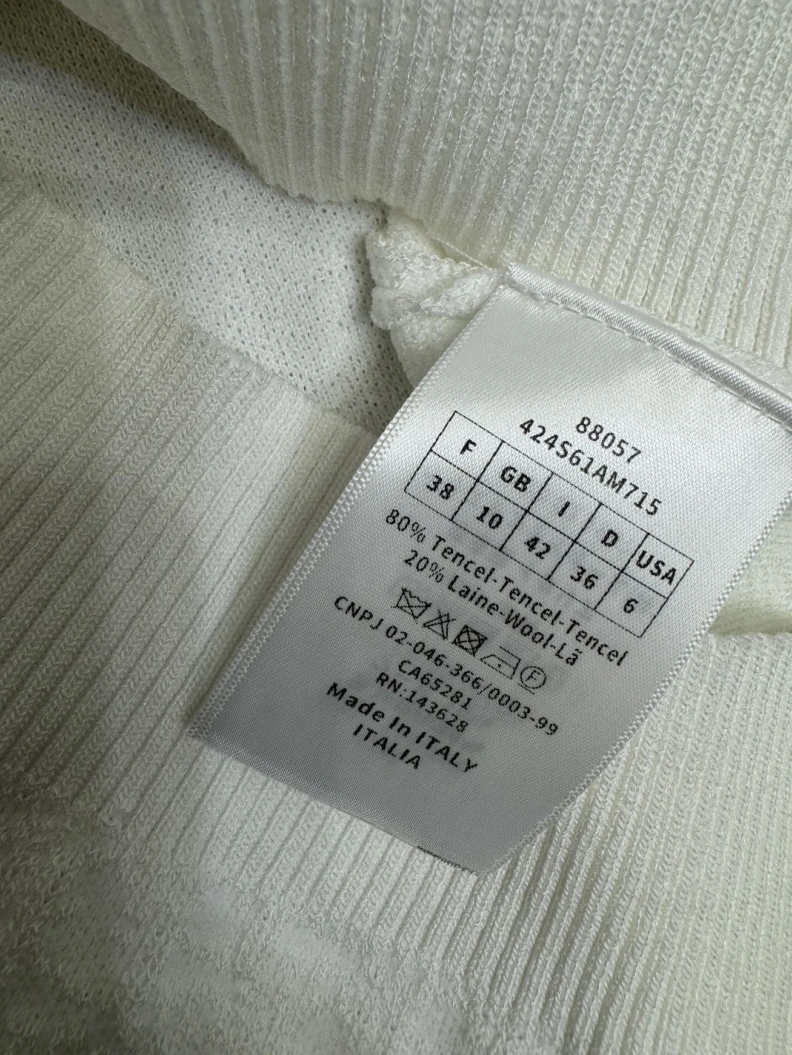 88057
424S61AM715
F GB I D USA
38 10 42 36 6
80% Tencel-Tencel-Tencel
20% Laine-Wool-Lã
F
CNPJ 02-046-366/0003-99
CA65281
RN:143628
Made In ITALY
ITALIA